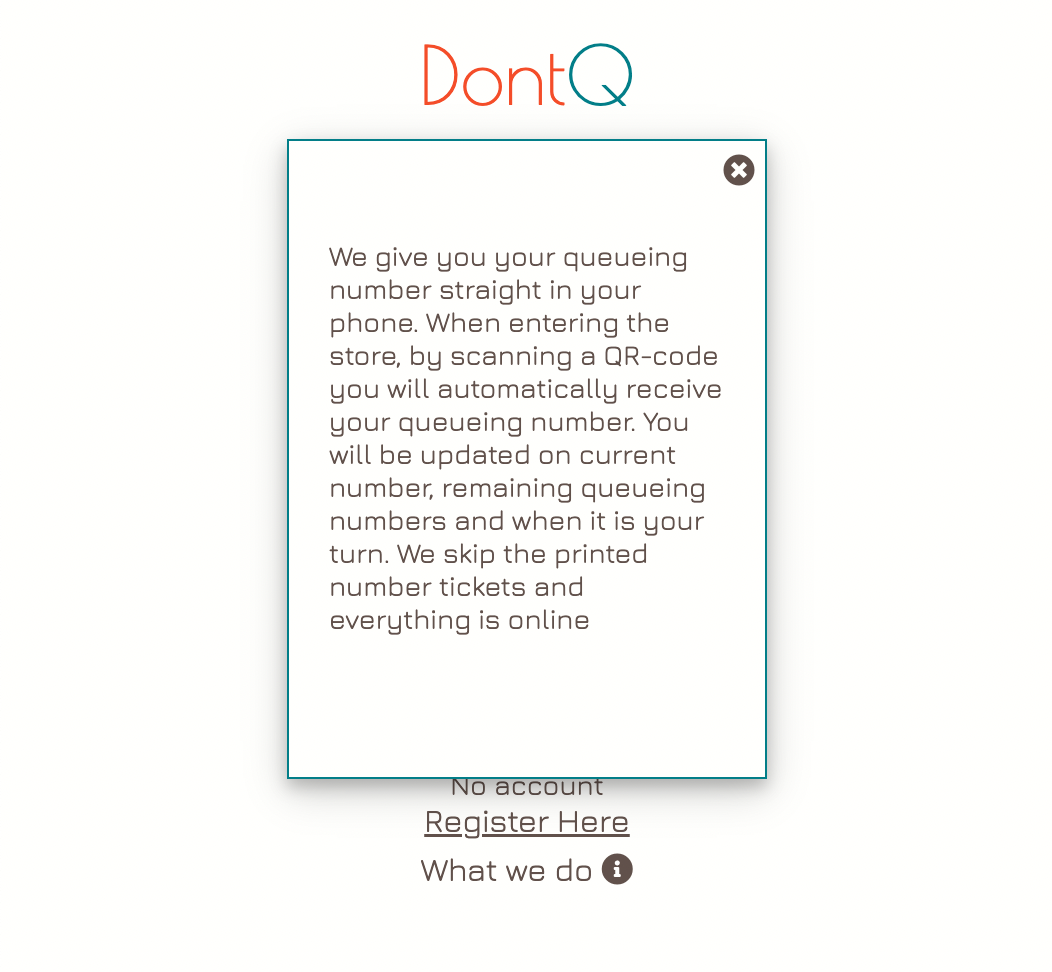 DontQ
We give you your queueing
number straight in your
phone. When entering the
store, by scanning a QR-code
you will automatically receive
your queueing number. You
will be updated on current
number, remaining queueing
numbers and when it is your
turn. We skip the printed
number tickets and
everything is online
No account
Register Here
What we do